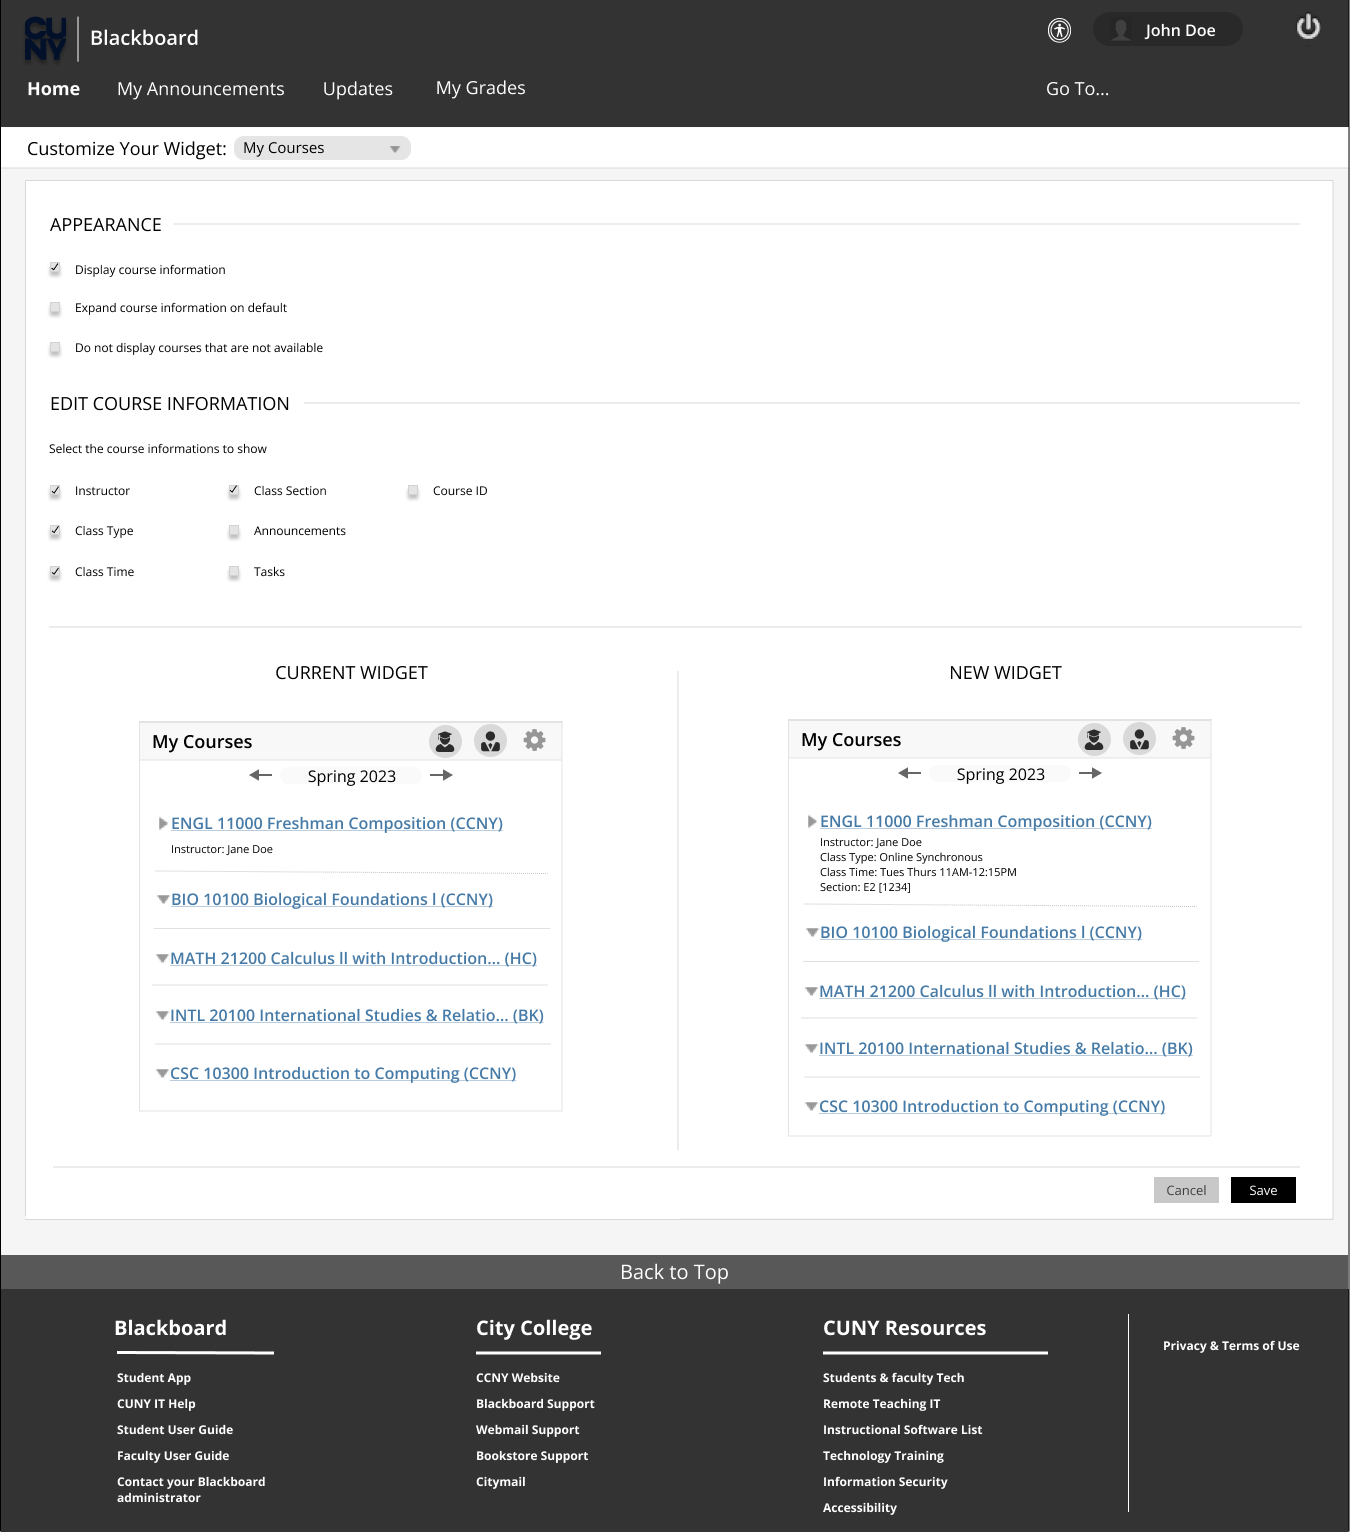 CU
NY
Blackboard
John Doe
Home
My Announcements
Updates
My Grades
Go To...
Customize Your Widget:
My Courses
APPEARANCE
Display course information
Expand course information on default
Do not display courses that are not available
EDIT COURSE INFORMATION
Select the course informations to show
Instructor
Class Section
Course ID
Class Type
Announcements
Class Time
Tasks
CURRENT WIDGET
My Courses
Spring 2023
ENGL 11000 Freshman Composition (CCNY)
Instructor: Jane Doe
BIO 10100 Biological Foundations l (CCNY)
MATH 21200 Calculus ll with Introduction... (HC)
INTL 20100 International Studies & Relatio... (BK)
CSC 10300 Introduction to Computing (CCNY)
NEW WIDGET
My Courses
Spring 2023
ENGL 11000 Freshman Composition (CCNY)
Instructor: Jane Doe
Class Type: Online Synchronous
Class Time: Tues Thurs 11AM-12:15PM
Section: E2 [1234]
BIO 10100 Biological Foundations l (CCNY)
MATH 21200 Calculus ll with Introduction... (HC)
INTL 20100 International Studies & Relatio... (BK)
CSC 10300 Introduction to Computing (CCNY)
Cancel
Save
Back to Top
Blackboard
Student App
CUNY IT Help
Student User Guide
Faculty User Guide
Contact your Blackboard
administrator
City College
CCNY Website
Blackboard Support
Webmail Support
Bookstore Support
Citymail
CUNY Resources
Students & faculty Tech
Remote Teaching IT
Instructional Software List
Technology Training
Information Security
Accessibility
Privacy & Terms of Use